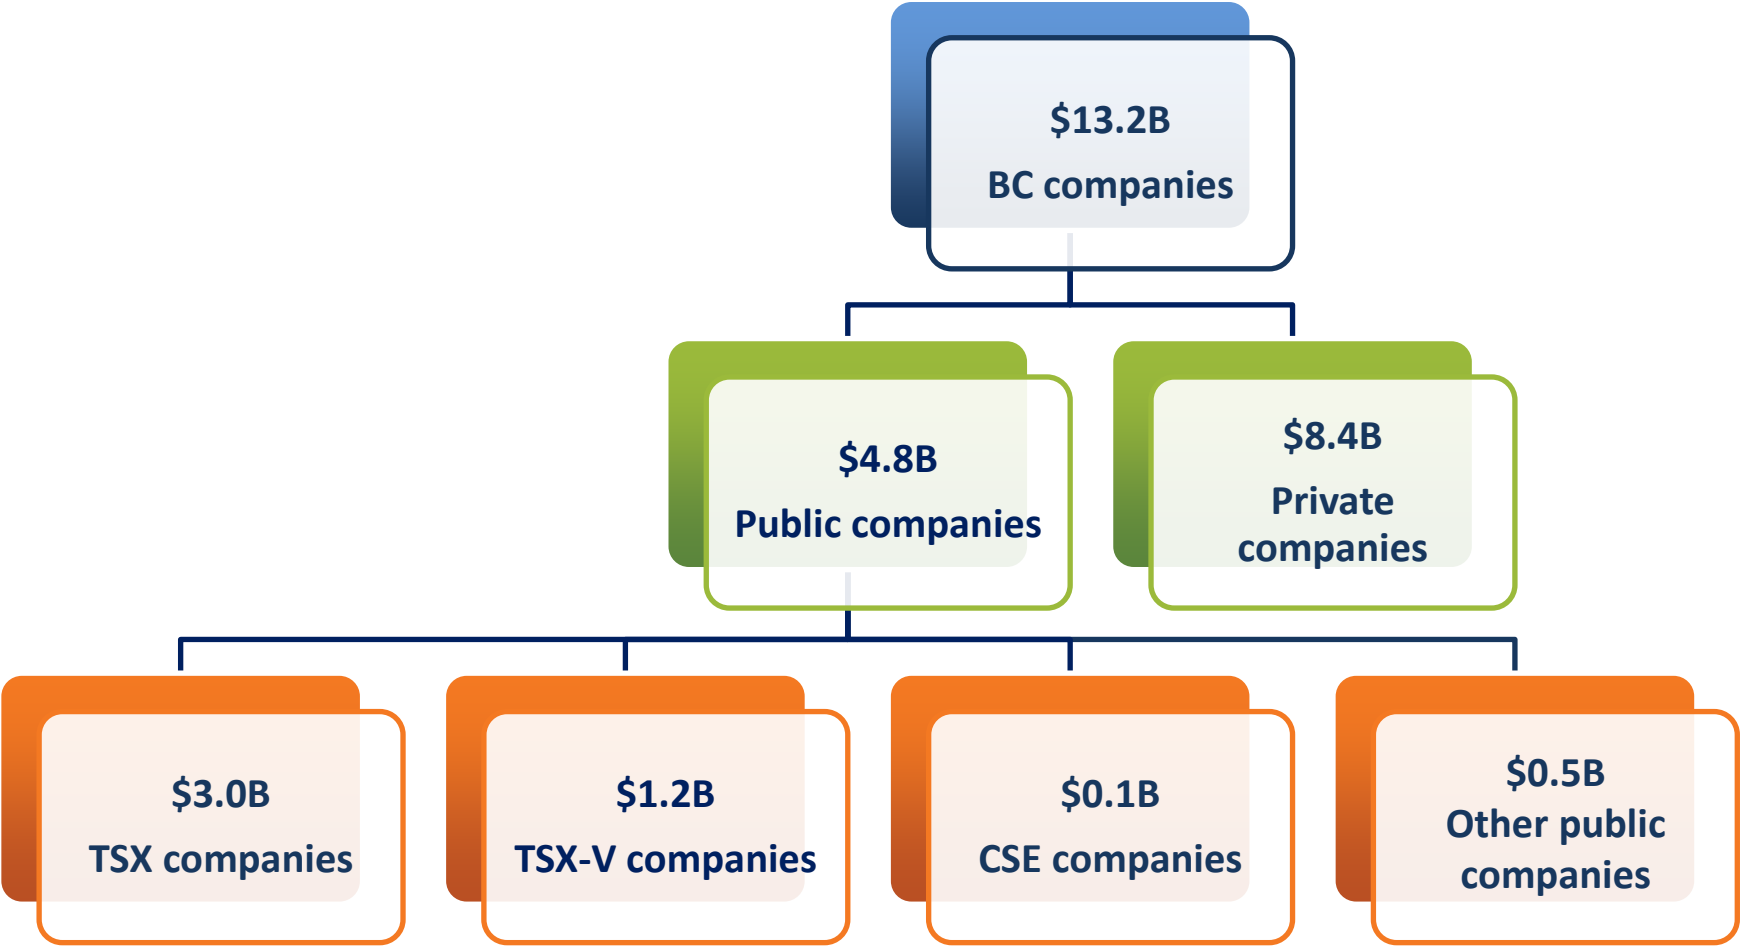 $13.2B
BC companies
$4.8B
Public companies
$8.4B
Private
companies
$3.0B
TSX companies
$1.2B
TSX-V companies
$0.1B
CSE companies
$0.5B
Other public
companies